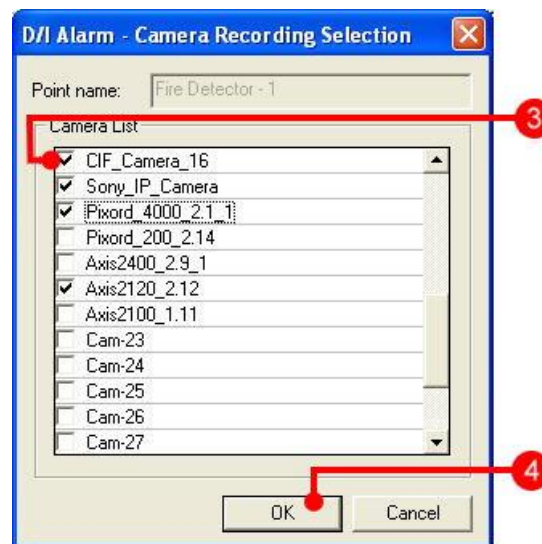 D/I Alarm - Camera Recording Selection
Point name: Fire Detector - 1
3
Camera List
CIF_Camera_16
Sony_IP_Camera
Pixord_4000_2.1_1
Pixord_200_2.14
Axis2400_2.9_1
Axis2120_2.12
Axis2100_1.11
Cam-23
Cam-24
Cam-25
Cam-26
Cam-27
4
OK Cancel